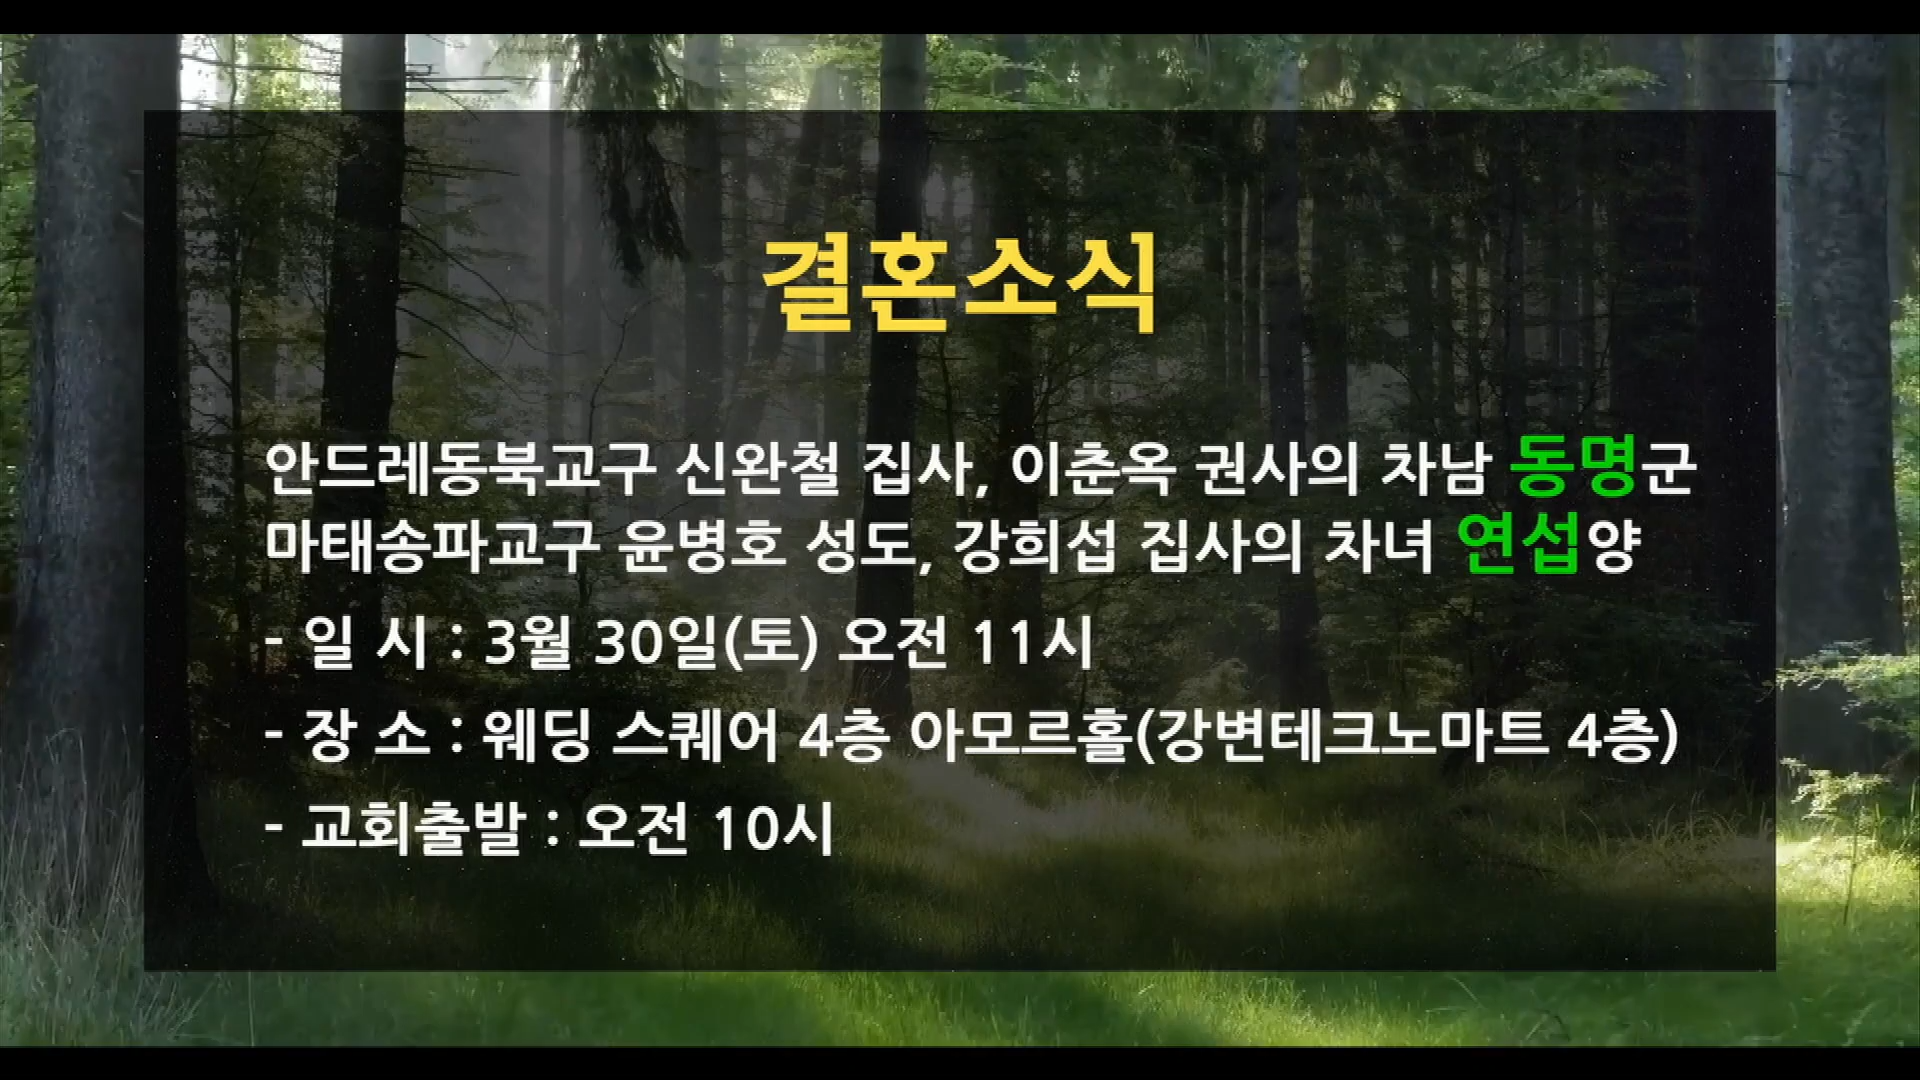 결혼소식
안드레동북교구 신완철 집사, 이춘옥 권사의 차남 동명군
마태송파교구 윤병호 성도, 강희섭 집사의 차녀 연섭양
- 일 시 : 3월 30일(토) 오전 11시
- 장 소 : 웨딩 스퀘어 4층 아모르홀(강변테크노마트 4층)
- 교회출발 : 오전 10시